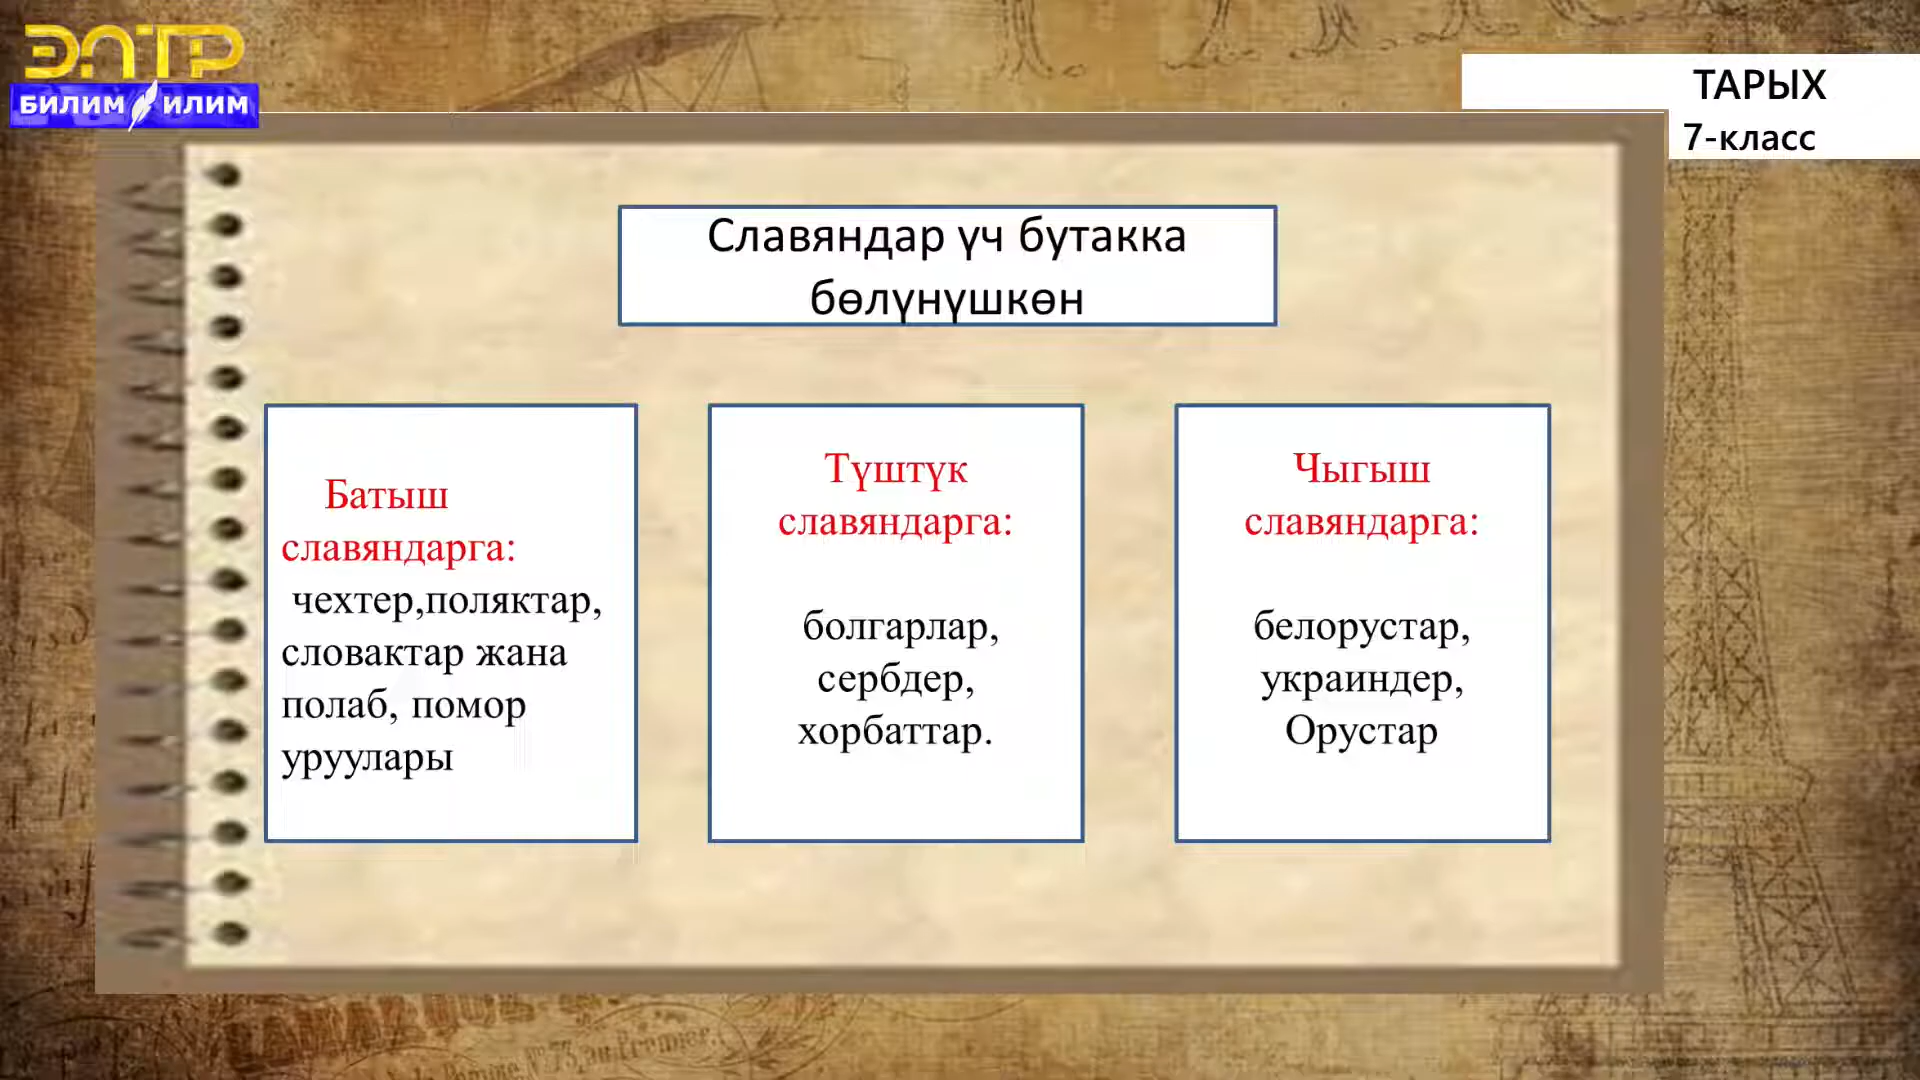 ЭЛТР
БИЛИМ ИЛИМ
ТАРЫХ
7-класс
Славяндар үч бутакка
бөлүнүшкөн
Батыш
славяндарга:
чехтер,поляктар,
словактар жана
полаб, помор
уруулары
Түштүк
славяндарга:
болгарлар,
сербдер,
хорбаттар.
Чыгыш
славяндарга:
белорустар,
украиндер,
Орустар